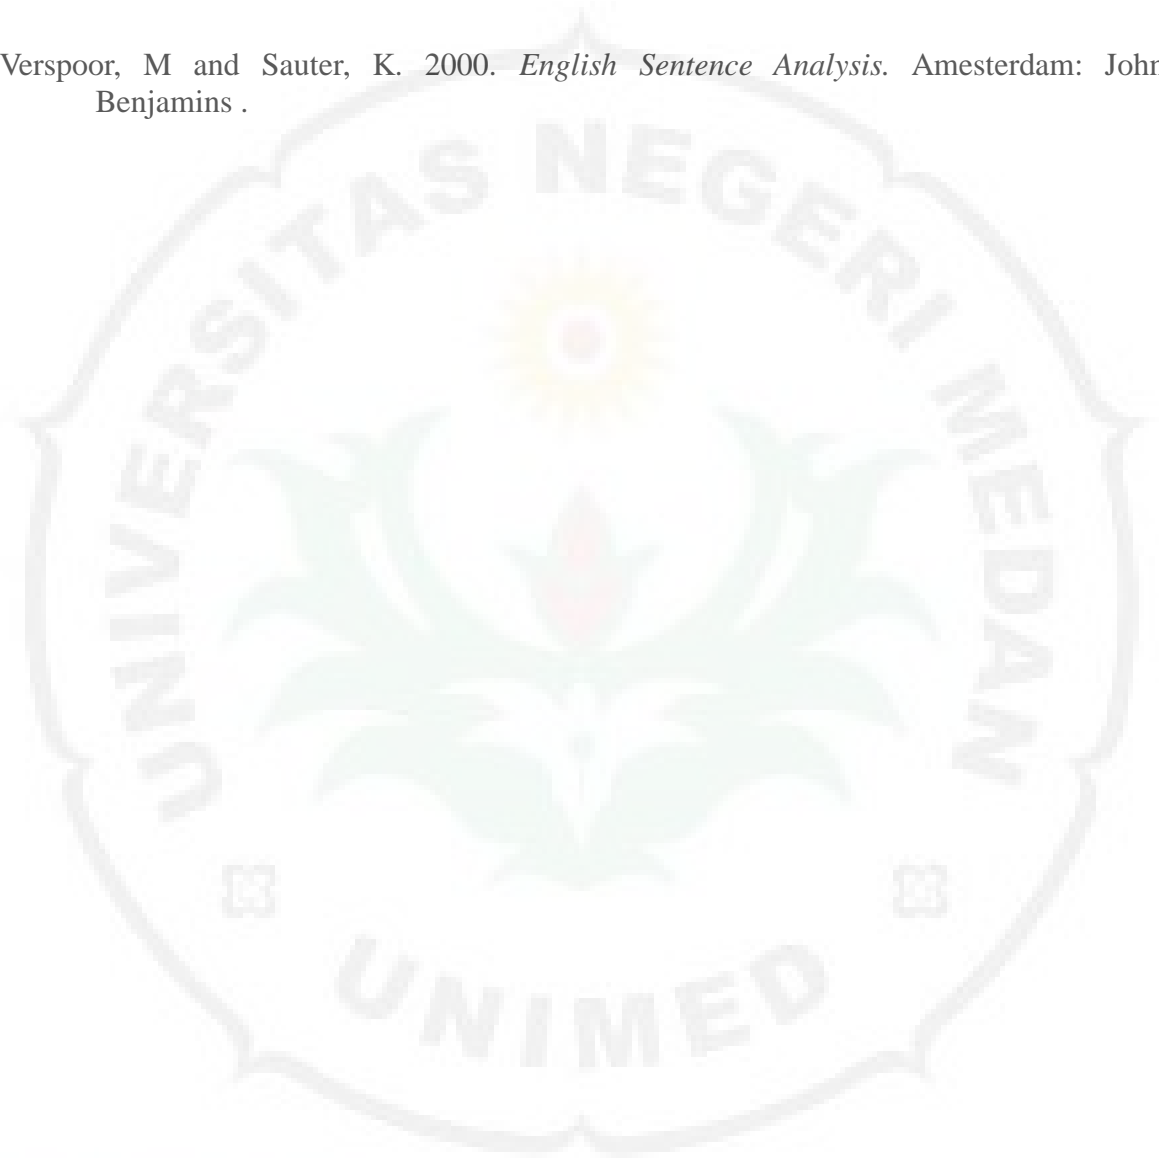 Verspoor, M and Sauter, K. 2000. English Sentence Analysis. Amesterdam: John
Benjamins .
UNIVERSITAS NEGERI MEDAN
UNIMED